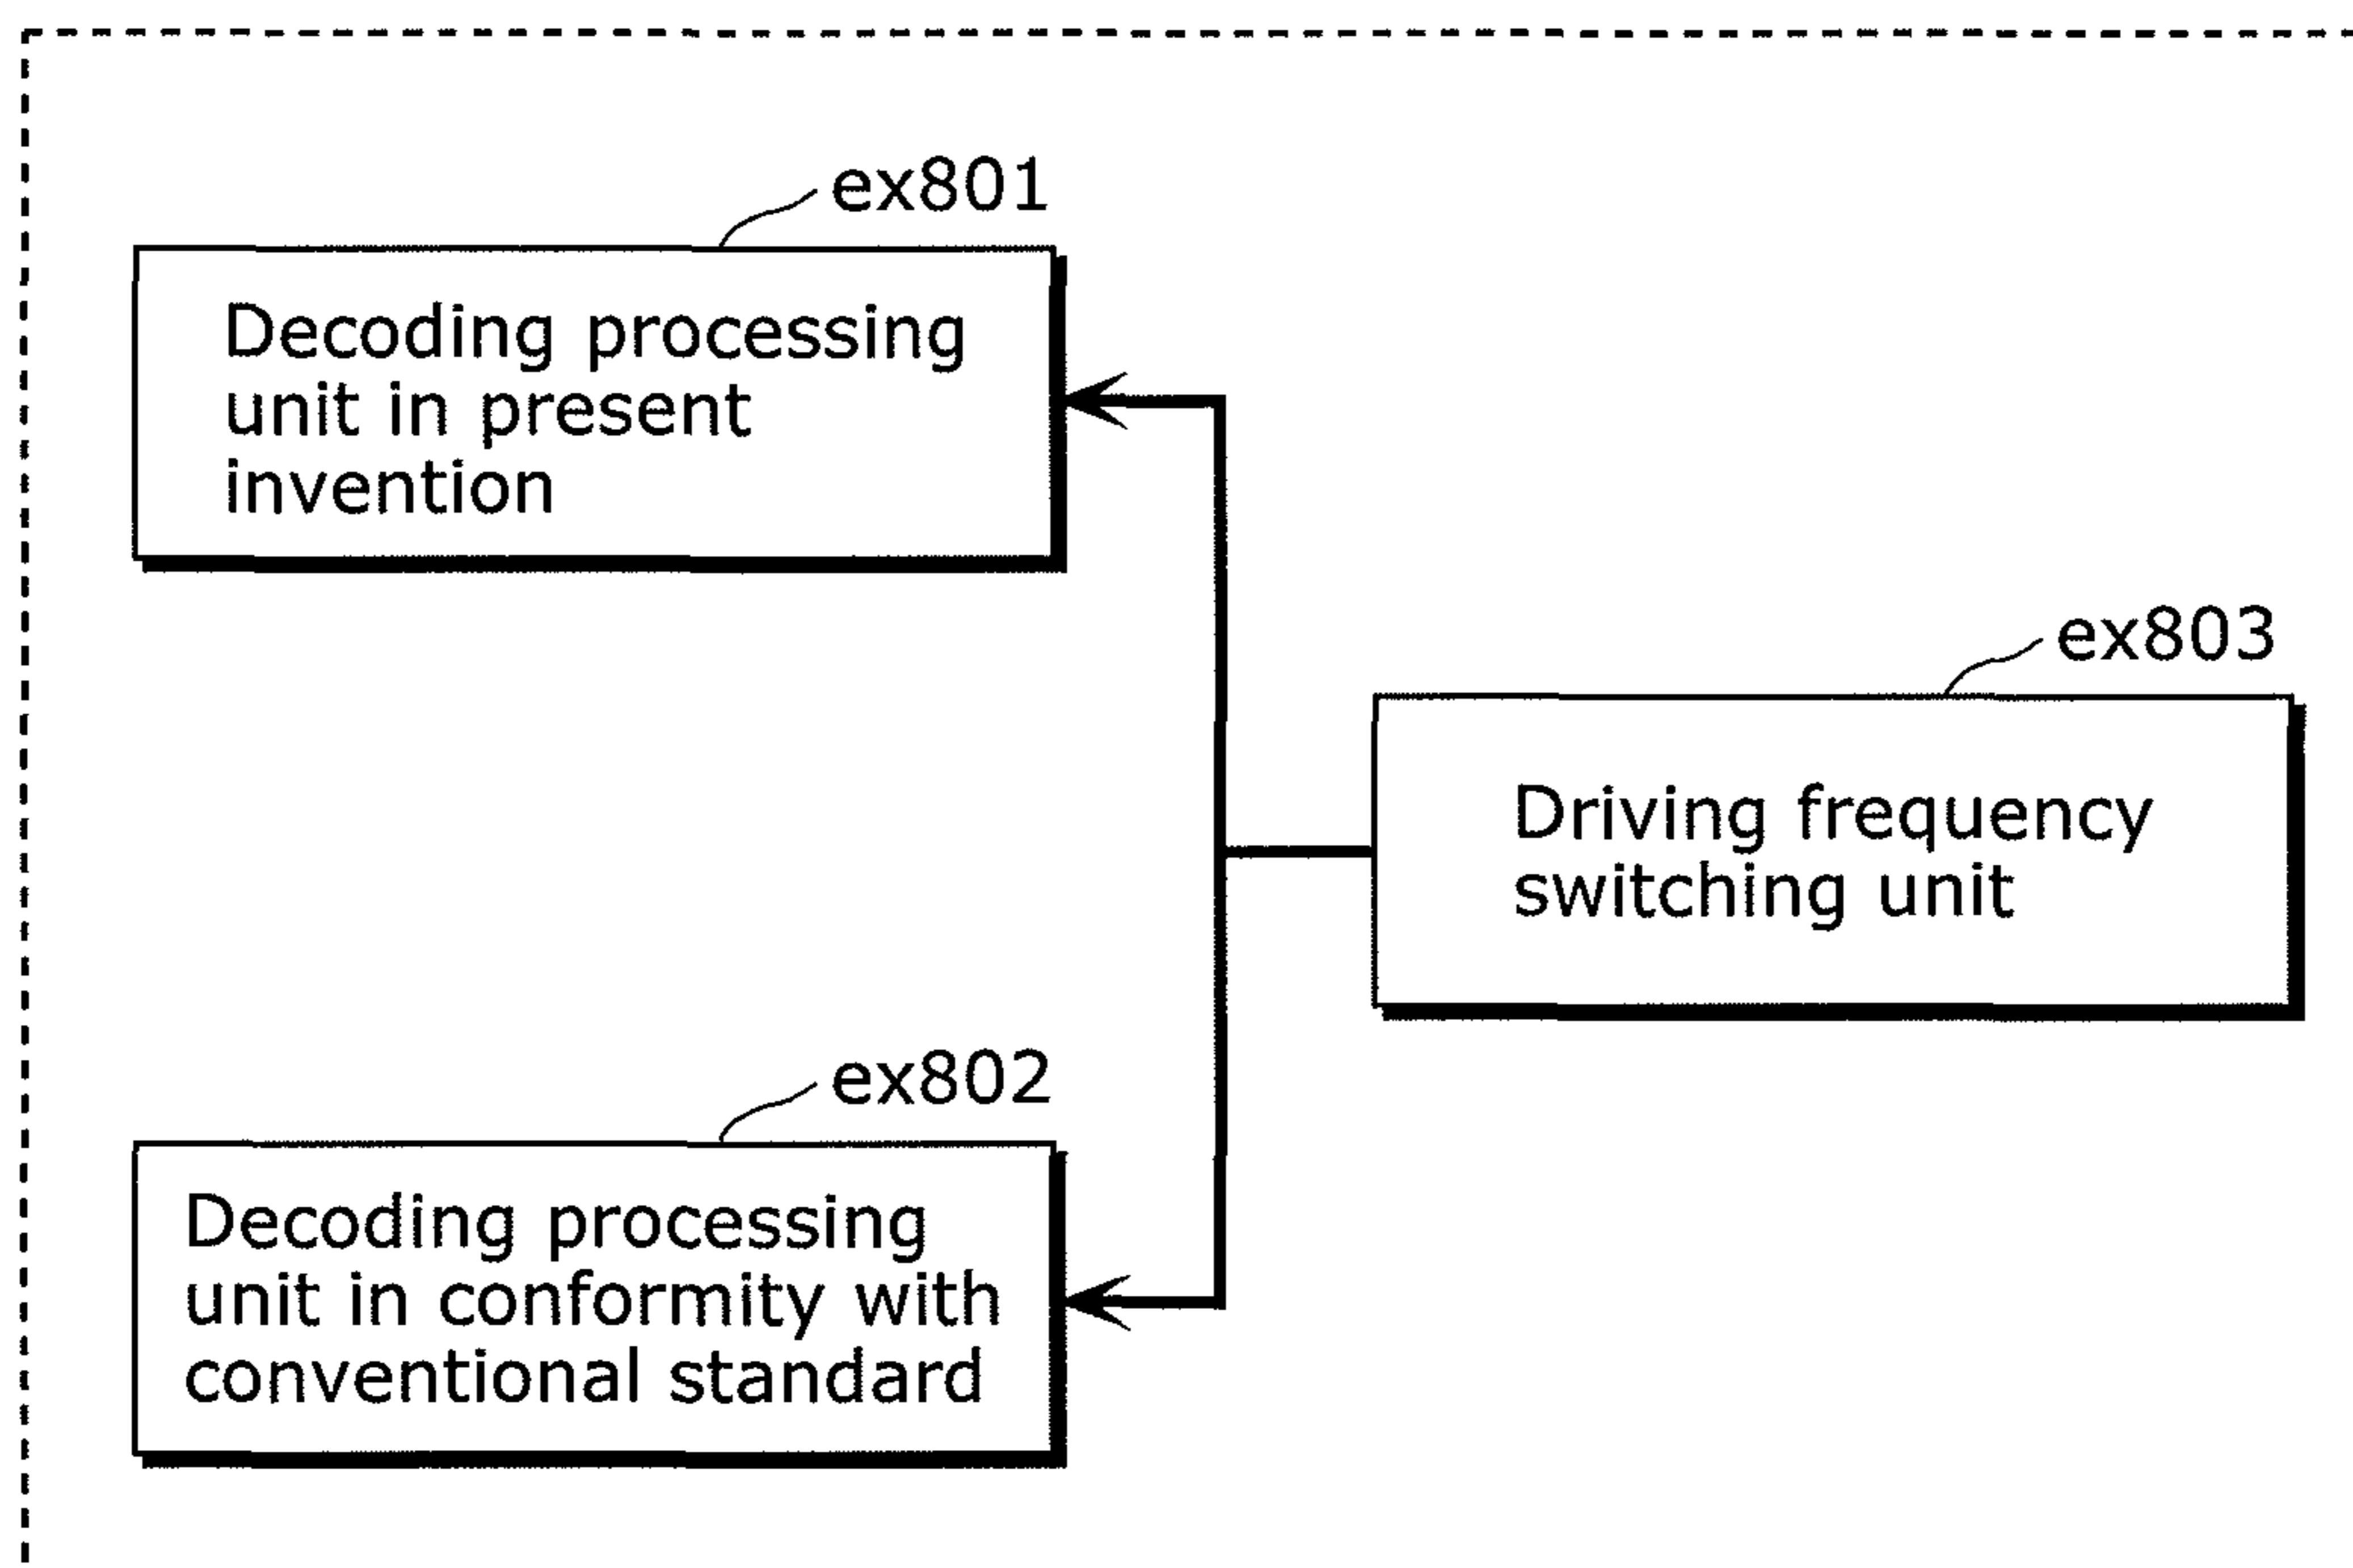 ex801
Decoding processing
unit in present
invention
ex803
Driving frequency
switching unit
ex802
Decoding processing
unit in conformity with
conventional standard